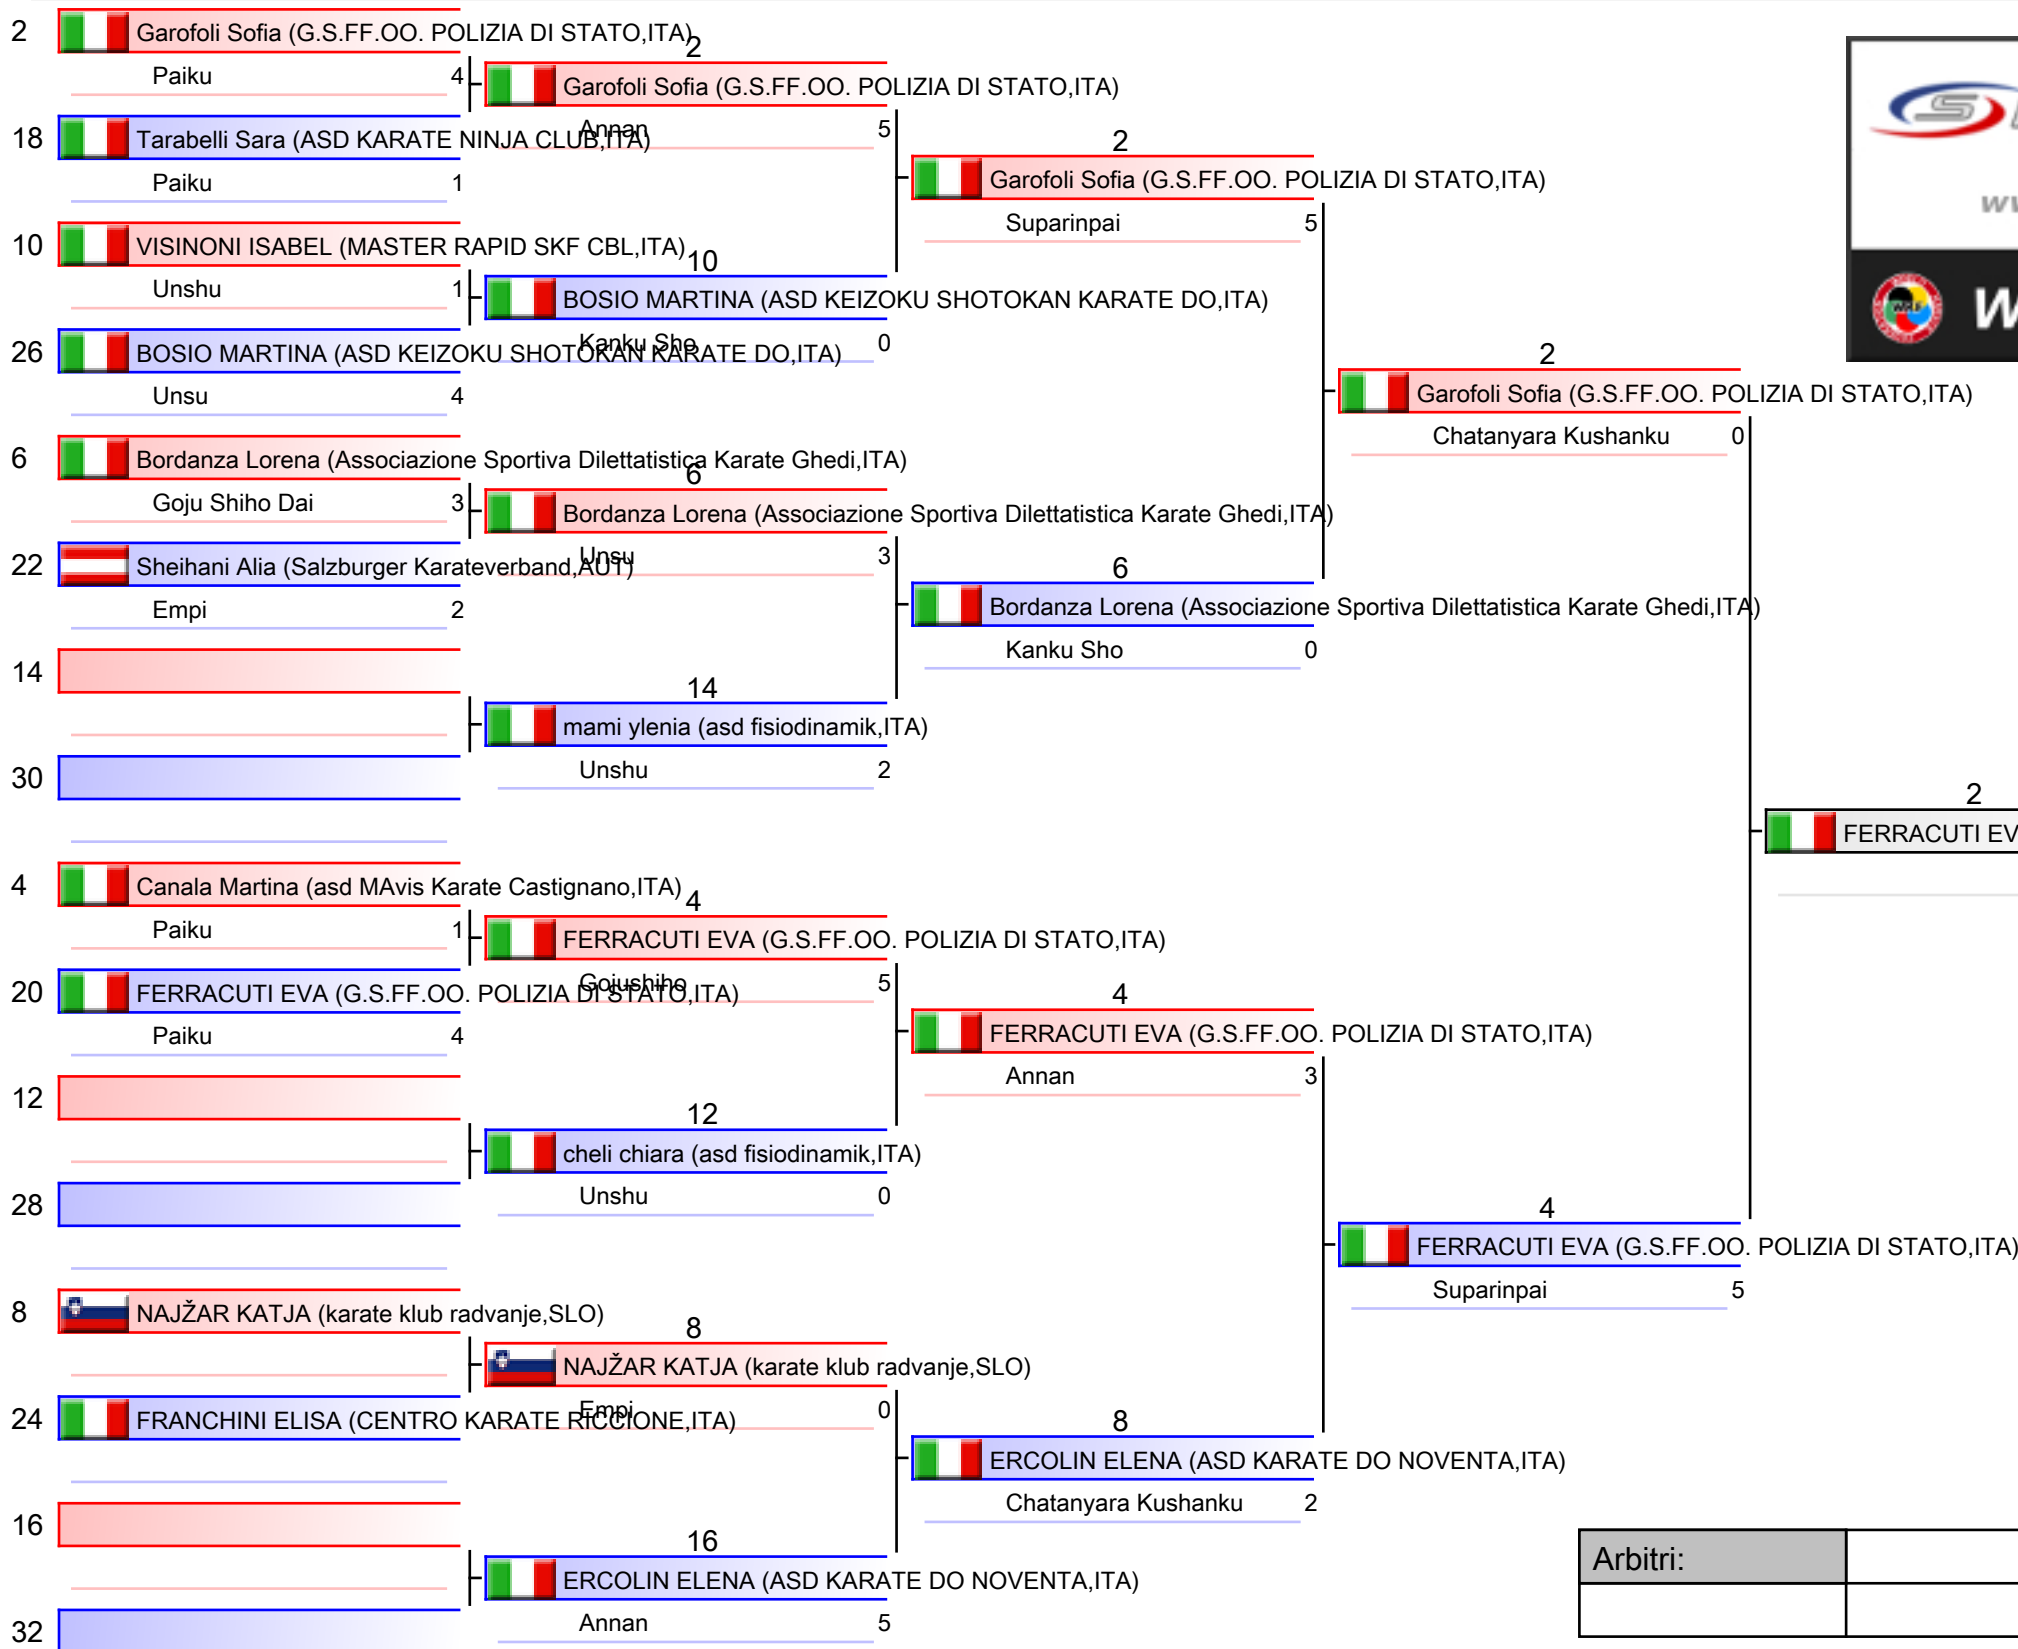 2 Garofoli Sofia (G.S.FF.OO. POLIZIA DI STATO,ITA)
Paiku 4
18 Tarabelli Sara (ASD KARATE NINJA CLUB,ITA)
Paiku 1
10 VISINONI ISABEL (MASTER RAPID SKF CBL,ITA)
Unshu 1
26 BOSIO MARTINA (ASD KEIZOKU SHOTOKAN KARATE DO,ITA)
Unsu 4
6 Bordanza Lorena (Associazione Sportiva Dilettatistica Karate Ghedi,ITA)
Goju Shiho Dai 3
22 Sheihani Alia (Salzburger Karateverband,AUT)
Empi 2
14
30
4 Canala Martina (asd MAvis Karate Castignano,ITA)
Paiku 1
20 FERRACUTI EVA (G.S.FF.OO. POLIZIA DI STATO,ITA)
Paiku 4
12
28
8 NAJŽAR KATJA (karate klub radvanje,SLO)
24 FRANCHINI ELISA (CENTRO KARATE RICCIONE,ITA)
16
32
2
Garofoli Sofia (G.S.FF.OO. POLIZIA DI STATO,ITA)
Annan 5
10
BOSIO MARTINA (ASD KEIZOKU SHOTOKAN KARATE DO,ITA)
Kanku Sho 0
6
Bordanza Lorena (Associazione Sportiva Dilettatistica Karate Ghedi,ITA)
Unsu 3
14
mami ylenia (asd fisiodinamik,ITA)
Unshu 2
4
FERRACUTI EVA (G.S.FF.OO. POLIZIA DI STATO,ITA)
Gojushiho 5
12
cheli chiara (asd fisiodinamik,ITA)
Unshu 0
8
NAJŽAR KATJA (karate klub radvanje,SLO)
Empi 0
16
ERCOLIN ELENA (ASD KARATE DO NOVENTA,ITA)
Annan 5
2
Garofoli Sofia (G.S.FF.OO. POLIZIA DI STATO,ITA)
Suparinpai 5
6
Bordanza Lorena (Associazione Sportiva Dilettatistica Karate Ghedi,ITA)
Kanku Sho 0
4
FERRACUTI EVA (G.S.FF.OO. POLIZIA DI STATO,ITA)
Annan 3
8
ERCOLIN ELENA (ASD KARATE DO NOVENTA,ITA)
Chatanyara Kushanku 2
2
Garofoli Sofia (G.S.FF.OO. POLIZIA DI STATO,ITA)
Chatanyara Kushanku 0
4
FERRACUTI EVA (G.S.FF.OO. POLIZIA DI STATO,ITA)
Suparinpai 5
2
FERRACUTI EV
Arbitri: